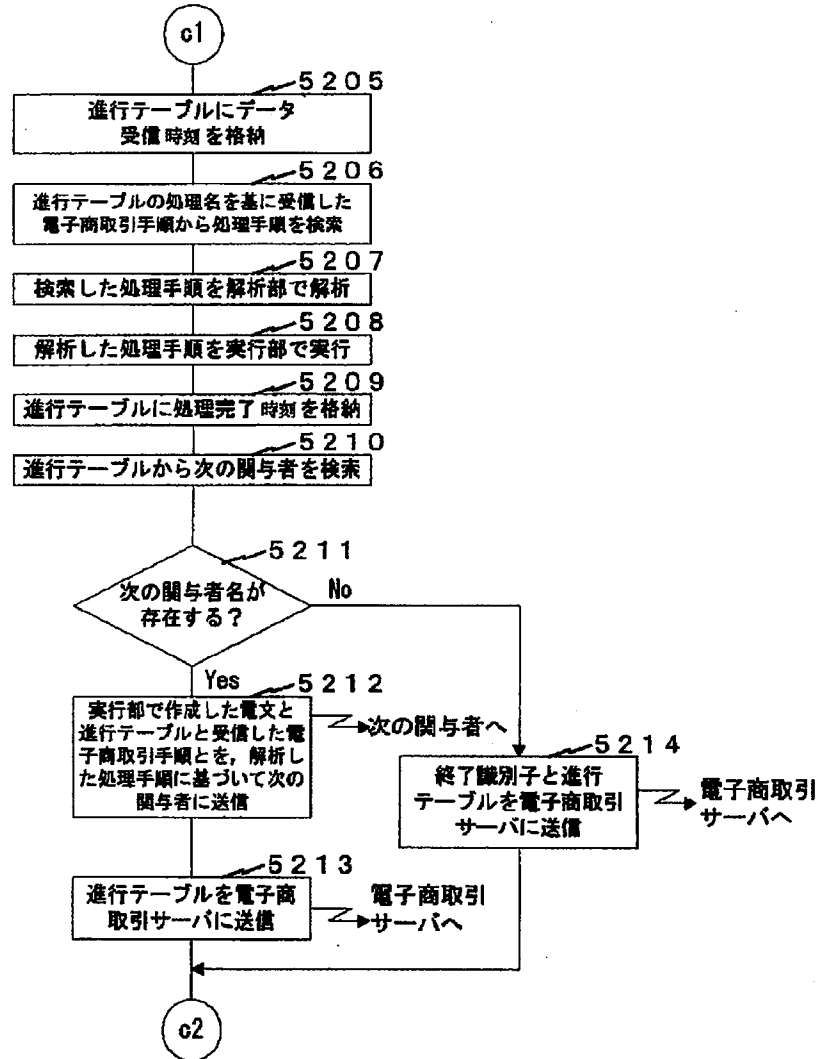 c1
5205
進行テーブルにデータ
受信時刻を格納
5206
進行テーブルの処理名を基に受信した
電子商取引手順から処理手順を検索
5207
検索した処理手順を解析部で解析
5208
解析した処理手順を実行部で実行
5209
進行テーブルに処理完了時刻を格納
5210
進行テーブルから次の関与者を検索
5211
次の関与者名が
存在する?
No
Yes
5212
実行部で作成した電文と
進行テーブルと受信した電
子商取引手順とを,解析し
た処理手順に基づいて次の
関与者に送信
次の関与者へ
5214
終了識別子と進行
テーブルを電子商取引
サーバに送信
電子商取引
サーバへ
5213
進行テーブルを電子商
取引サーバに送信
電子商取引
サーバへ
c2